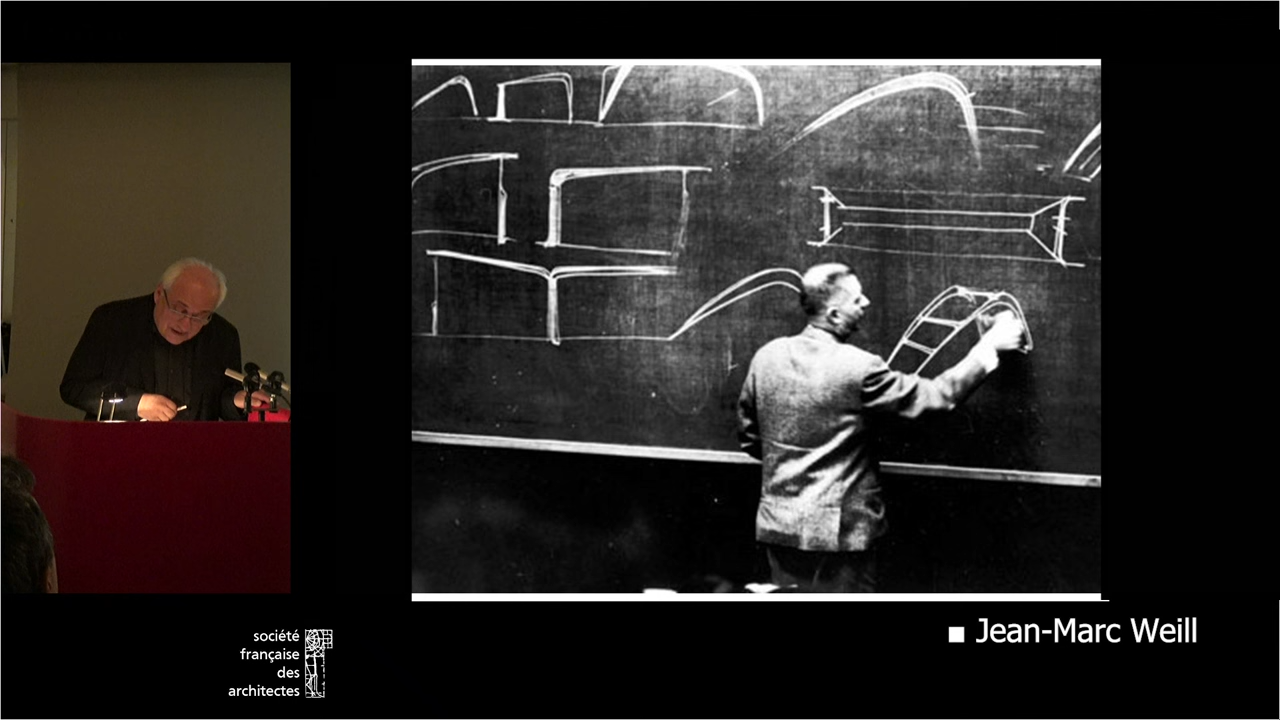 société
française
des
architectes
Jean-Marc Weill